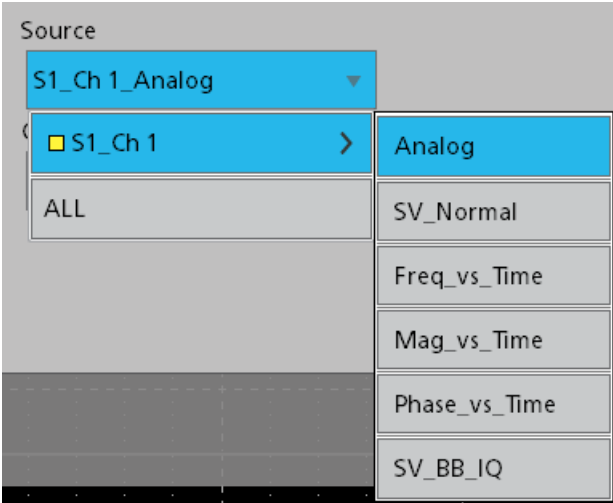 Source
S1_Ch 1_Analog
S1_Ch 1
ALL
Analog
SV_Normal
Freq_vs_Time
Mag_vs_Time
Phase_vs_Time
SV_BB_IQ